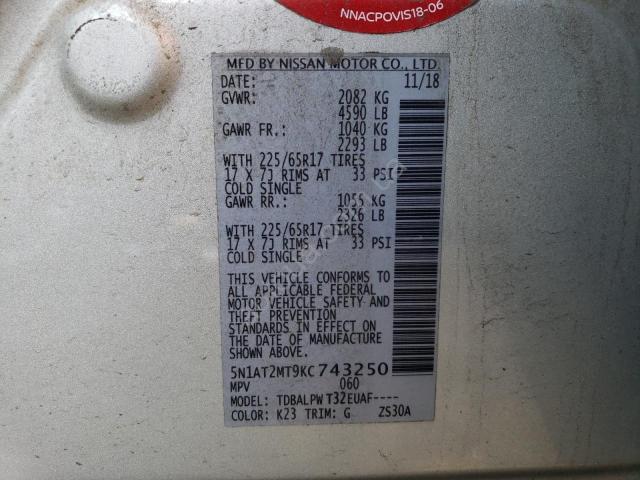 NNACPOVIS18-06
MFD BY NISSAN MOTOR CO., LTD.
DATE: 11/18
GVWR: 2082 KG
4590 LB
GAWR FR.: 1040 KG
2293 LB
WITH 225/65R17 TIRES
17 X 7J RIMS AT 33 PSI
COLD SINGLE
GAWR RR.: 1055 KG
2326 LB
WITH 225/65R17 TIRES
17 X 7J RIMS AT 33 PSI
COLD SINGLE
THIS VEHICLE CONFORMS TO
ALL APPLICABLE FEDERAL
MOTOR VEHICLE SAFETY AND
THEFT PREVENTION
STANDARDS IN EFFECT ON
THE DATE OF MANUFACTURE
SHOWN ABOVE.
5N1AT2MT9KC743250
MPV 060
MODEL: TDBALPW T32EUAF----
COLOR: K23 TRIM: G ZS30A